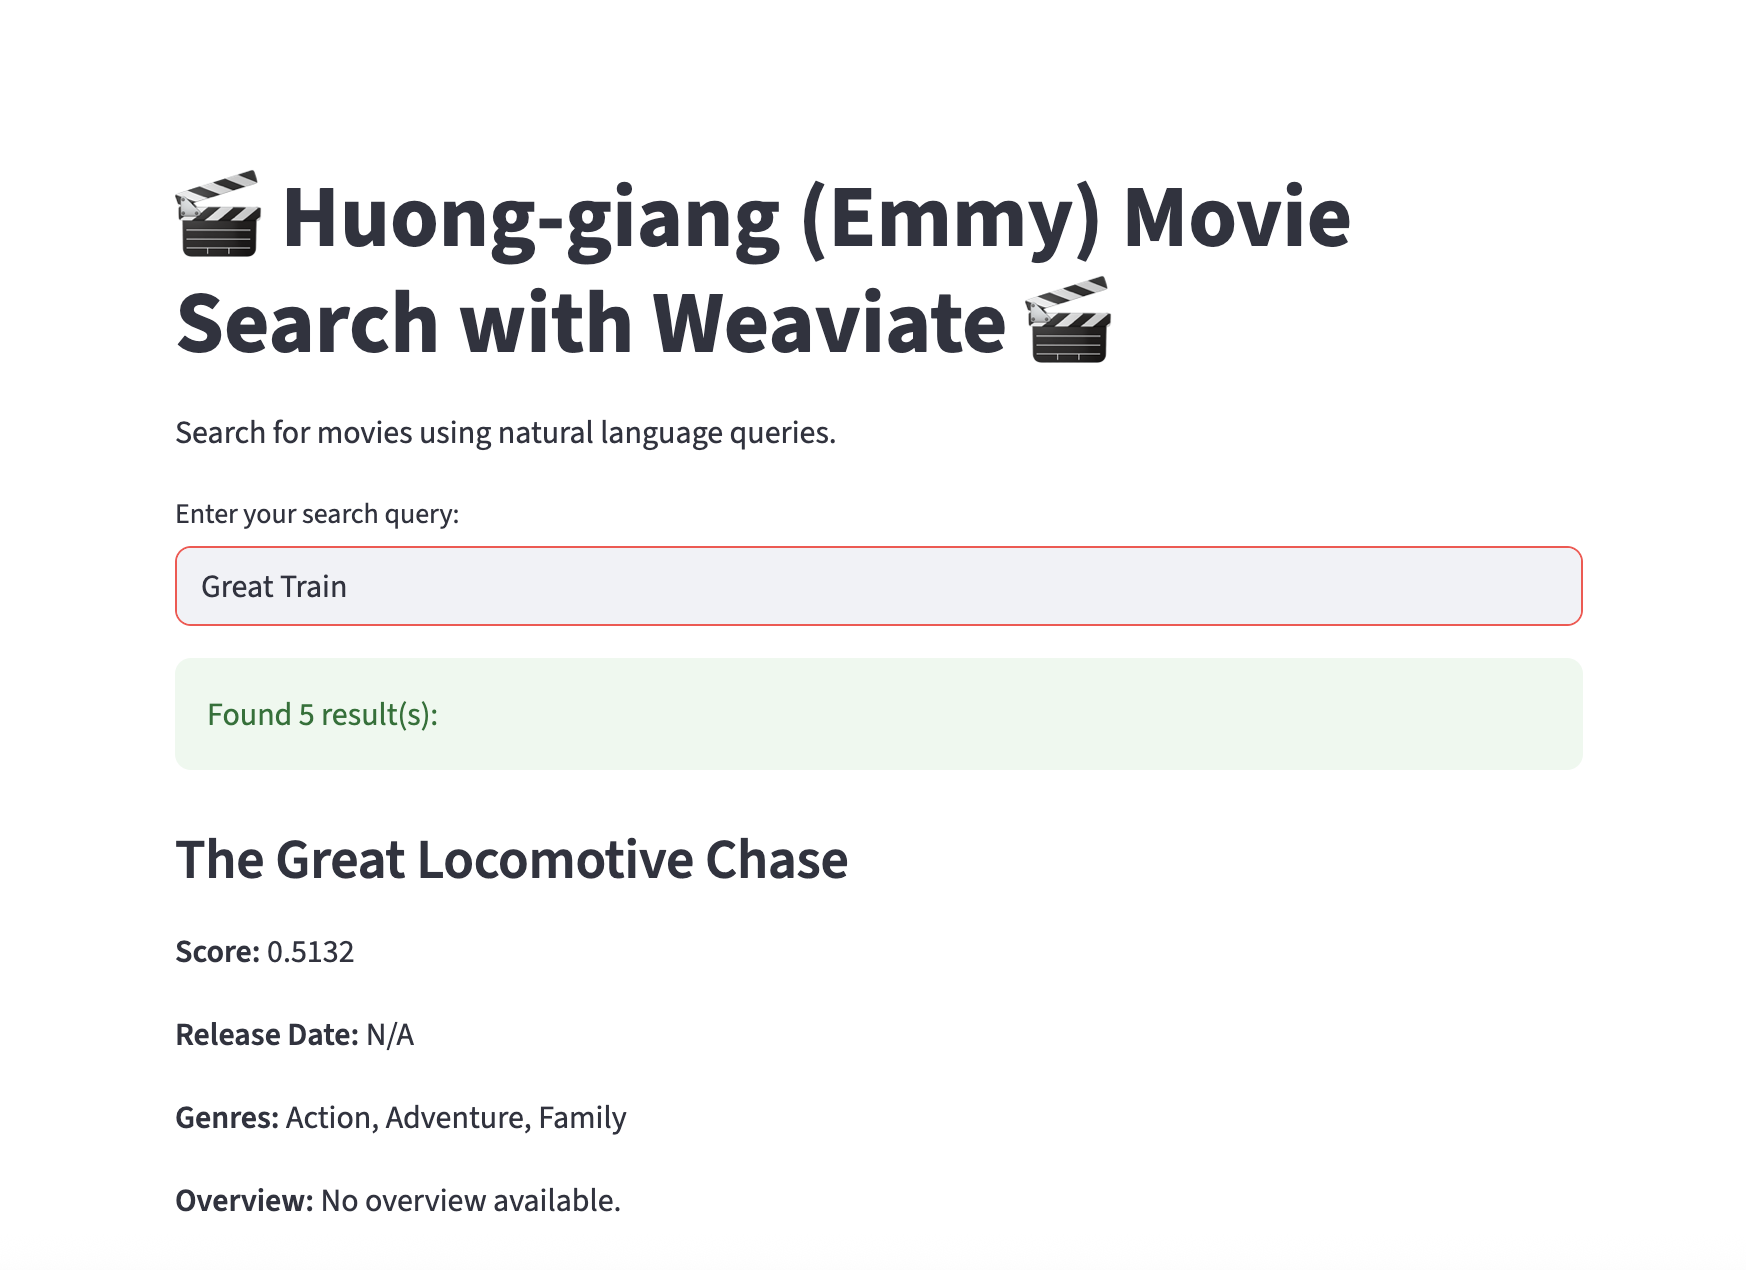 🎬 Huong-giang (Emmy) Movie
Search with Weaviate 🎬
Search for movies using natural language queries.
Enter your search query:
Great Train
Found 5 result(s):
The Great Locomotive Chase
Score: 0.5132
Release Date: N/A
Genres: Action, Adventure, Family
Overview: No overview available.